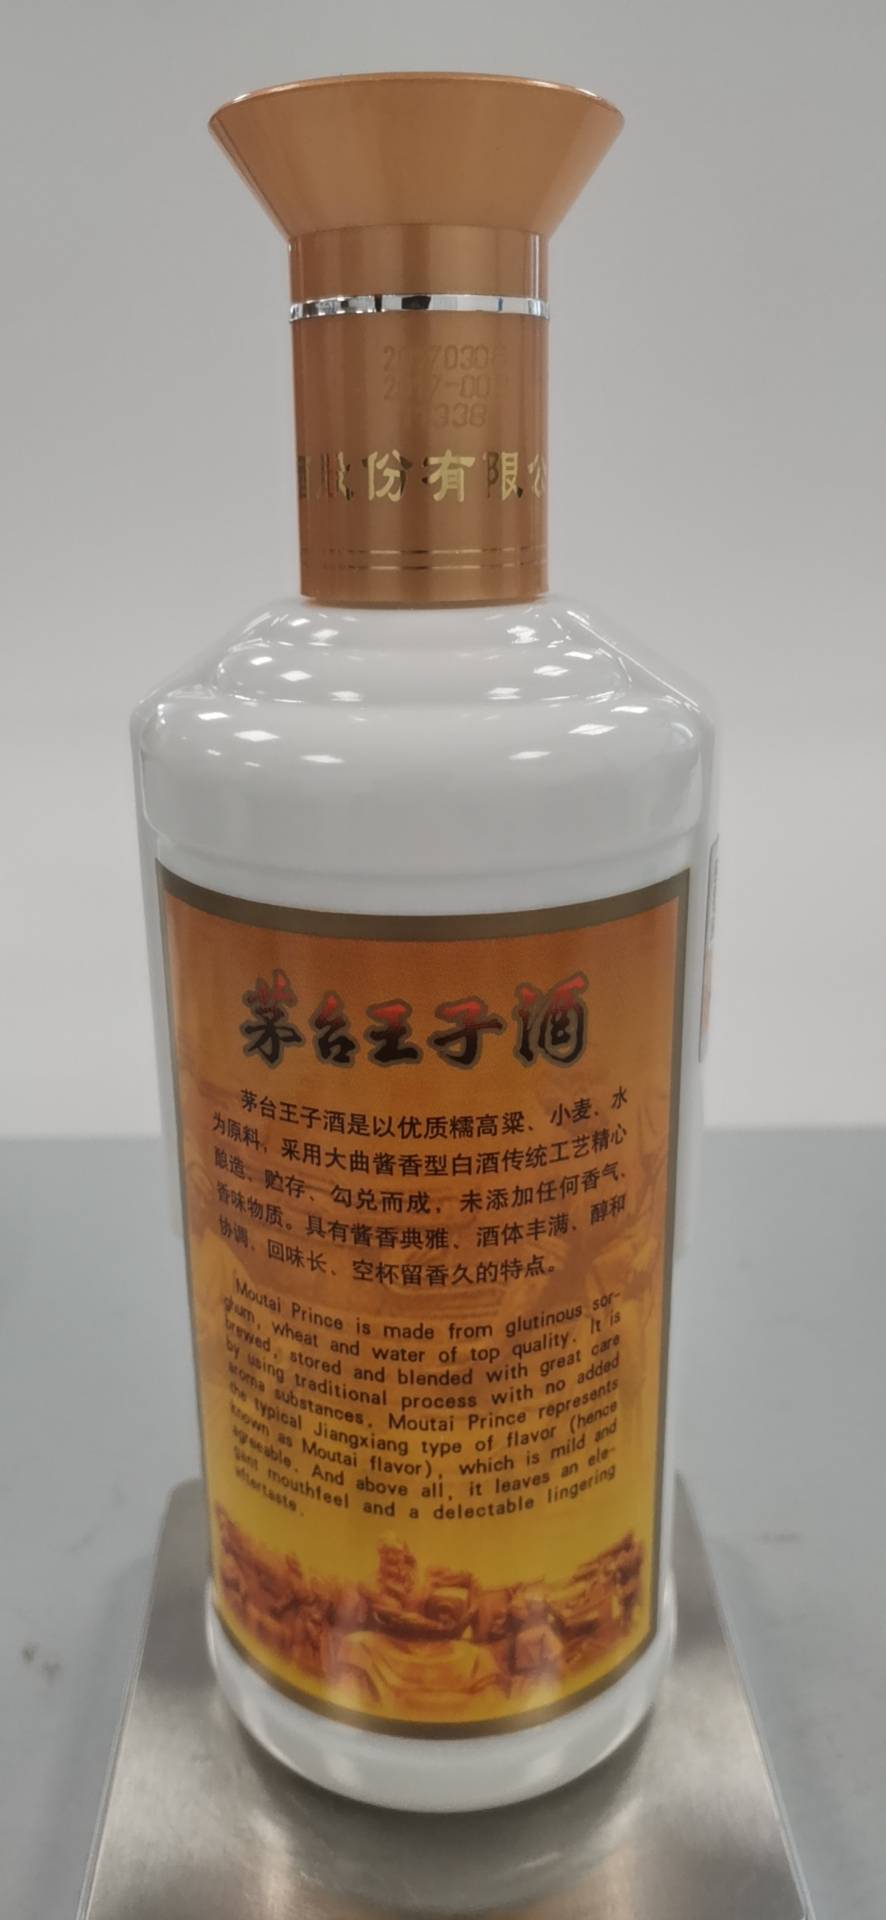 338
酒股份有限公
茅台王子酒
茅台王子酒是以优质糯高粱、小麦、水
为原料，采用大曲酱香型白酒传统工艺精心
酿造、贮存、勾兑而成，未添加任何香气、
香味物质。具有酱香典雅、酒体丰满、醇和
协调、回味长、空杯留香久的特点。
Moutai Prince is made from glutinous sor-
ghum, wheat and water of top quality. It is
brewed, stored and blended with great care
by using traditional process with no added
aroma substances. Moutai Prince represents
the typical Jiangxiang type of flavor (hence
known as Moutai flavor), which is mild and
agreeable. And above all, it leaves an ele-
gant mouthfeel and a delectable lingering
aftertaste.